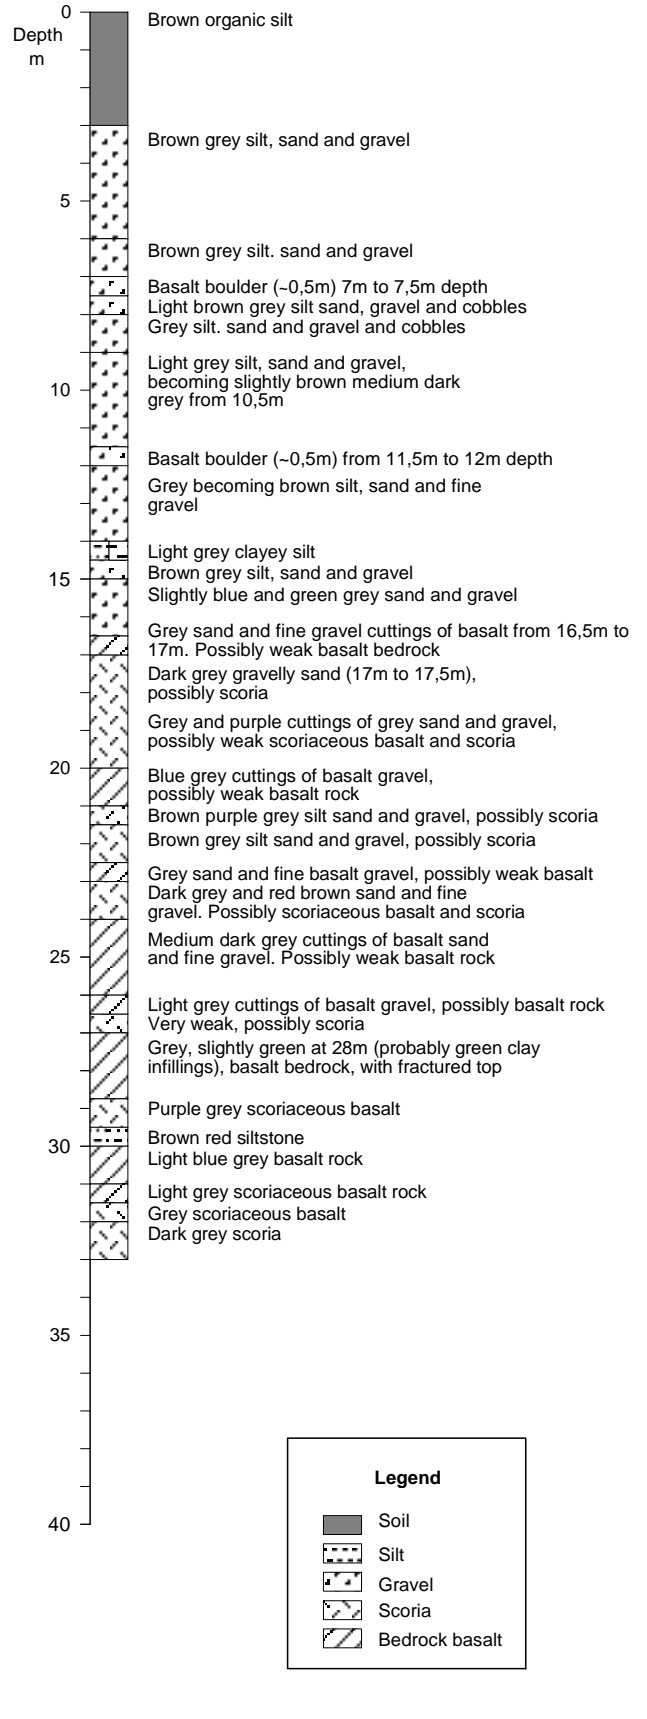 0
Depth
m
Brown organic silt
Brown grey silt, sand and gravel
5
Brown grey silt. sand and gravel
Basalt boulder (~0,5m) 7m to 7,5m depth
Light brown grey silt sand, gravel and cobbles
Grey silt. sand and gravel and cobbles
Light grey silt, sand and gravel,
becoming slightly brown medium dark
grey from 10,5m
10
Basalt boulder (~0,5m) from 11,5m to 12m depth
Grey becoming brown silt, sand and fine
gravel
Light grey clayey silt
Brown grey silt, sand and gravel
15
Slightly blue and green grey sand and gravel
Grey sand and fine gravel cuttings of basalt from 16,5m to
17m. Possibly weak basalt bedrock
Dark grey gravelly sand (17m to 17,5m),
possibly scoria
Grey and purple cuttings of grey sand and gravel,
possibly weak scoriaceous basalt and scoria
20
Blue grey cuttings of basalt gravel,
possibly weak basalt rock
Brown purple grey silt sand and gravel, possibly scoria
Brown grey silt sand and gravel, possibly scoria
Grey sand and fine basalt gravel, possibly weak basalt
Dark grey and red brown sand and fine
gravel. Possibly scoriaceous basalt and scoria
Medium dark grey cuttings of basalt sand
and fine gravel. Possibly weak basalt rock
25
Light grey cuttings of basalt gravel, possibly basalt rock
Very weak, possibly scoria
Grey, slightly green at 28m (probably green clay
infillings), basalt bedrock, with fractured top
Purple grey scoriaceous basalt
Brown red siltstone
30
Light blue grey basalt rock
Light grey scoriaceous basalt rock
Grey scoriaceous basalt
Dark grey scoria
35
40
Legend
Soil
Silt
Gravel
Scoria
Bedrock basalt